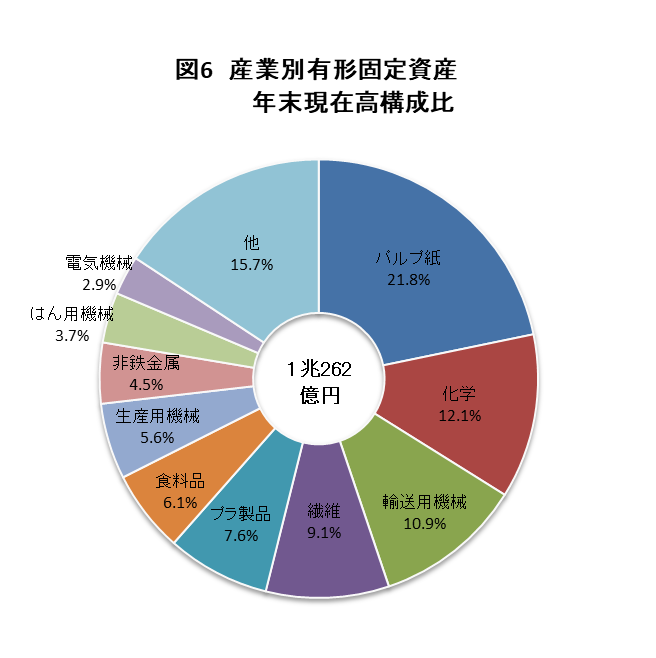 図6 産業別有形固定資産
年末現在高構成比
パルプ紙
21.8%
化学
12.1%
輸送用機械
10.9%
繊維
9.1%
プラ製品
7.6%
食料品
6.1%
生産用機械
5.6%
非鉄金属
4.5%
はん用機械
3.7%
電気機械
2.9%
他
15.7%
1兆262
億円